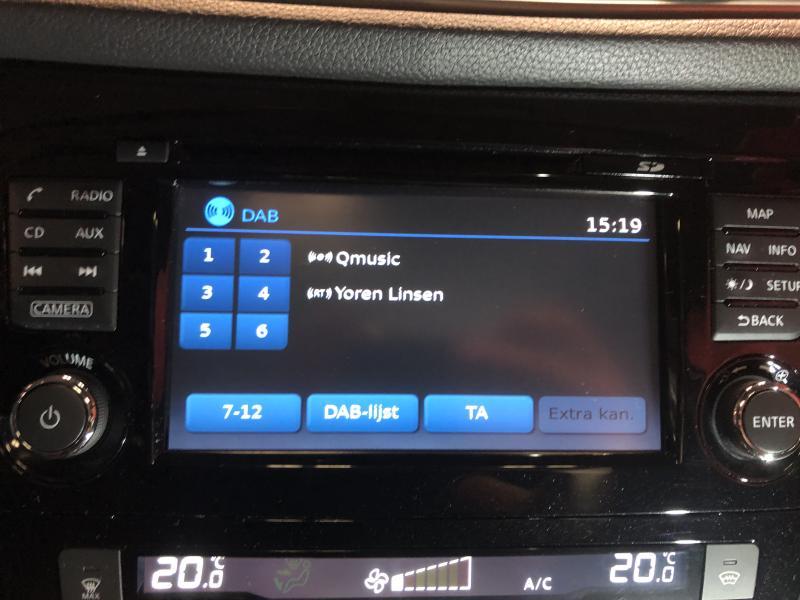 RADIO
CD AUX
CAMERA
VOLUME
SD
DAB 15:19
1 2
3 4
5 6
Qmusic
(RT) Yoren Linsen
7-12 DAB-lijst TA Extra kan.
MAP
NAV INFO
SETUP
BACK
ENTER
MAX
20.0 °C
A/C
20.0 °C